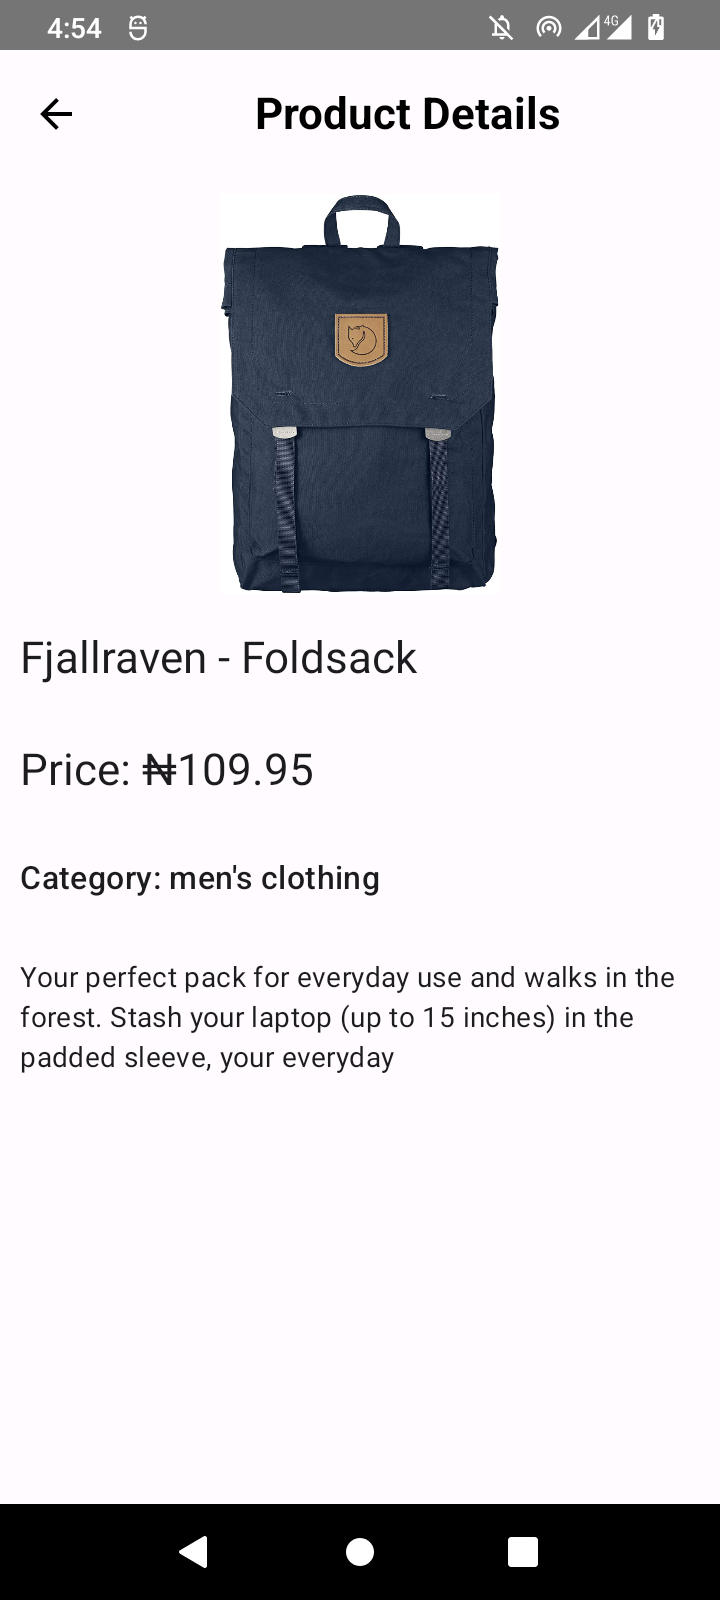 4:54
4G
Product Details
Fjallraven - Foldsack
Price: ₦109.95
Category: men's clothing
Your perfect pack for everyday use and walks in the
forest. Stash your laptop (up to 15 inches) in the
padded sleeve, your everyday